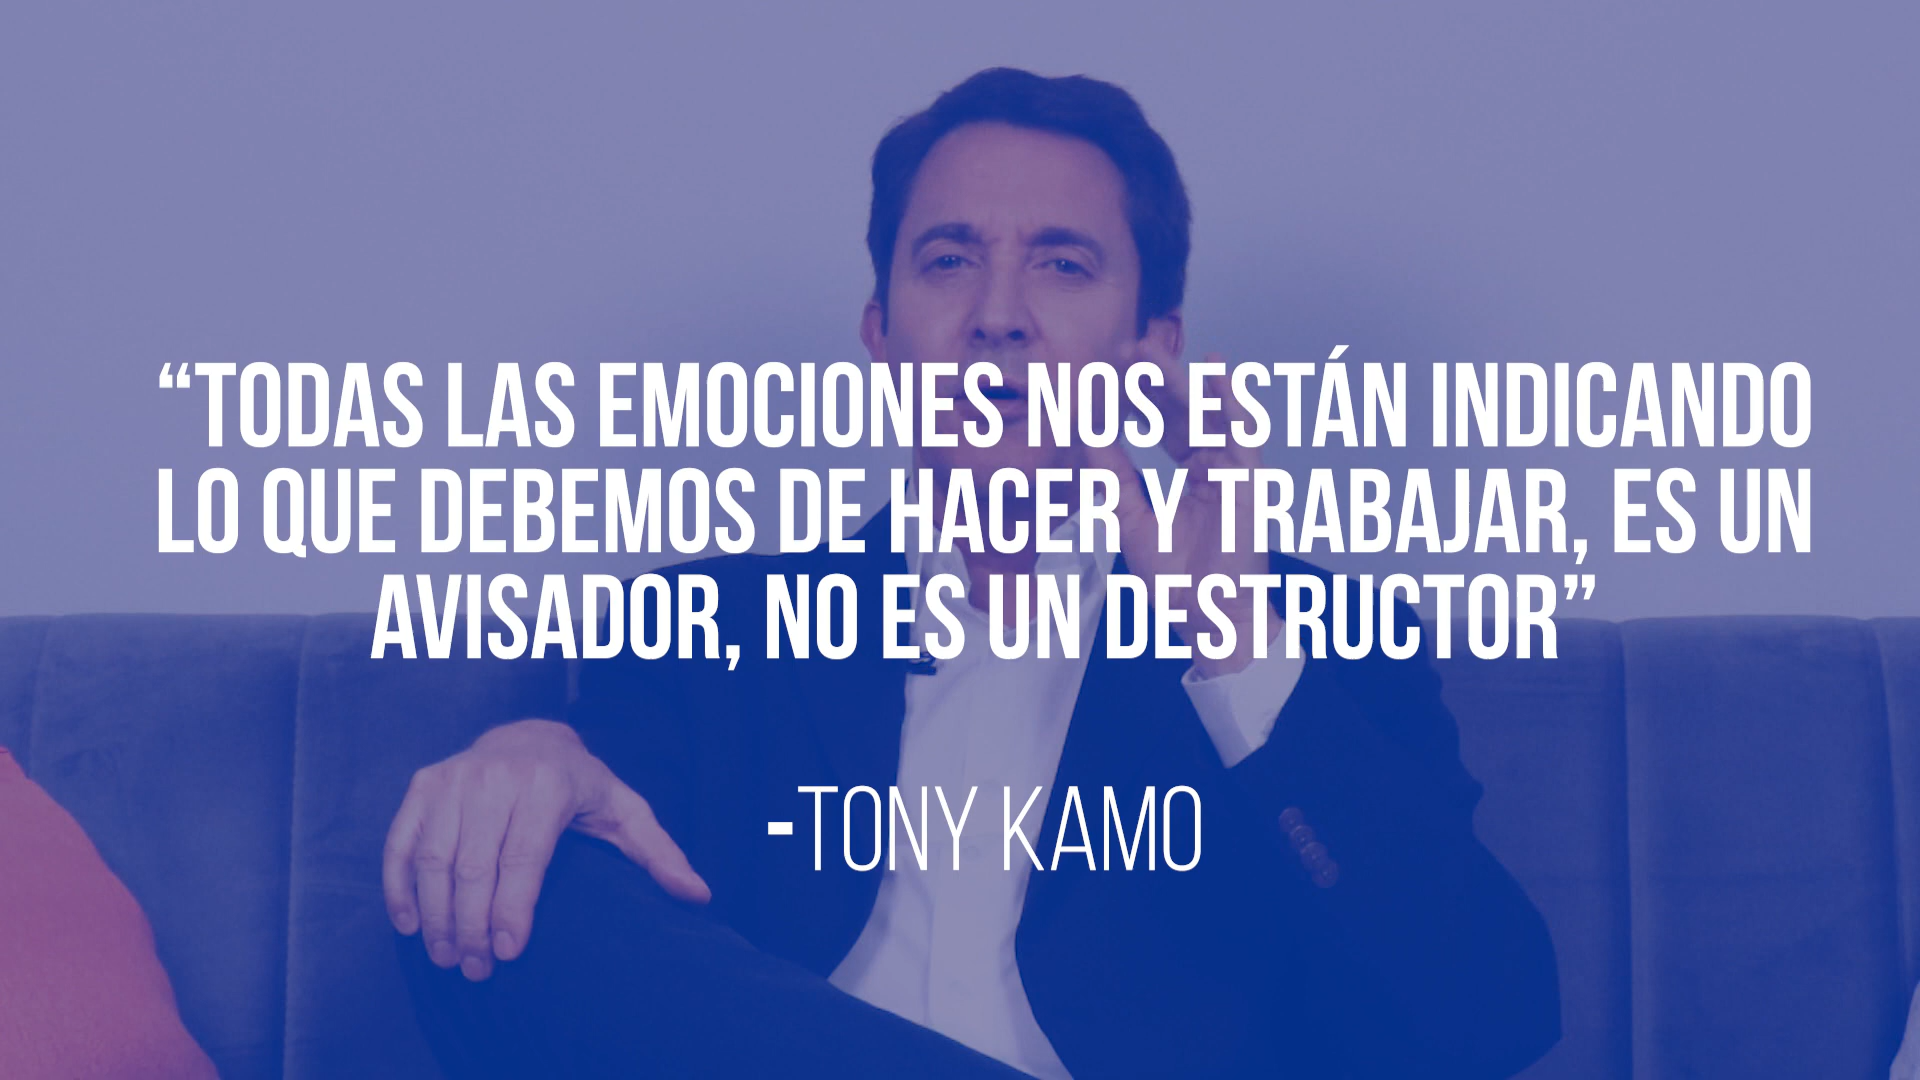 “TODAS LAS EMOCIONES NOS ESTÁN INDICANDO
LO QUE DEBEMOS DE HACER Y TRABAJAR, ES UN
AVISADOR, NO ES UN DESTRUCTOR”
-TONY KAMO